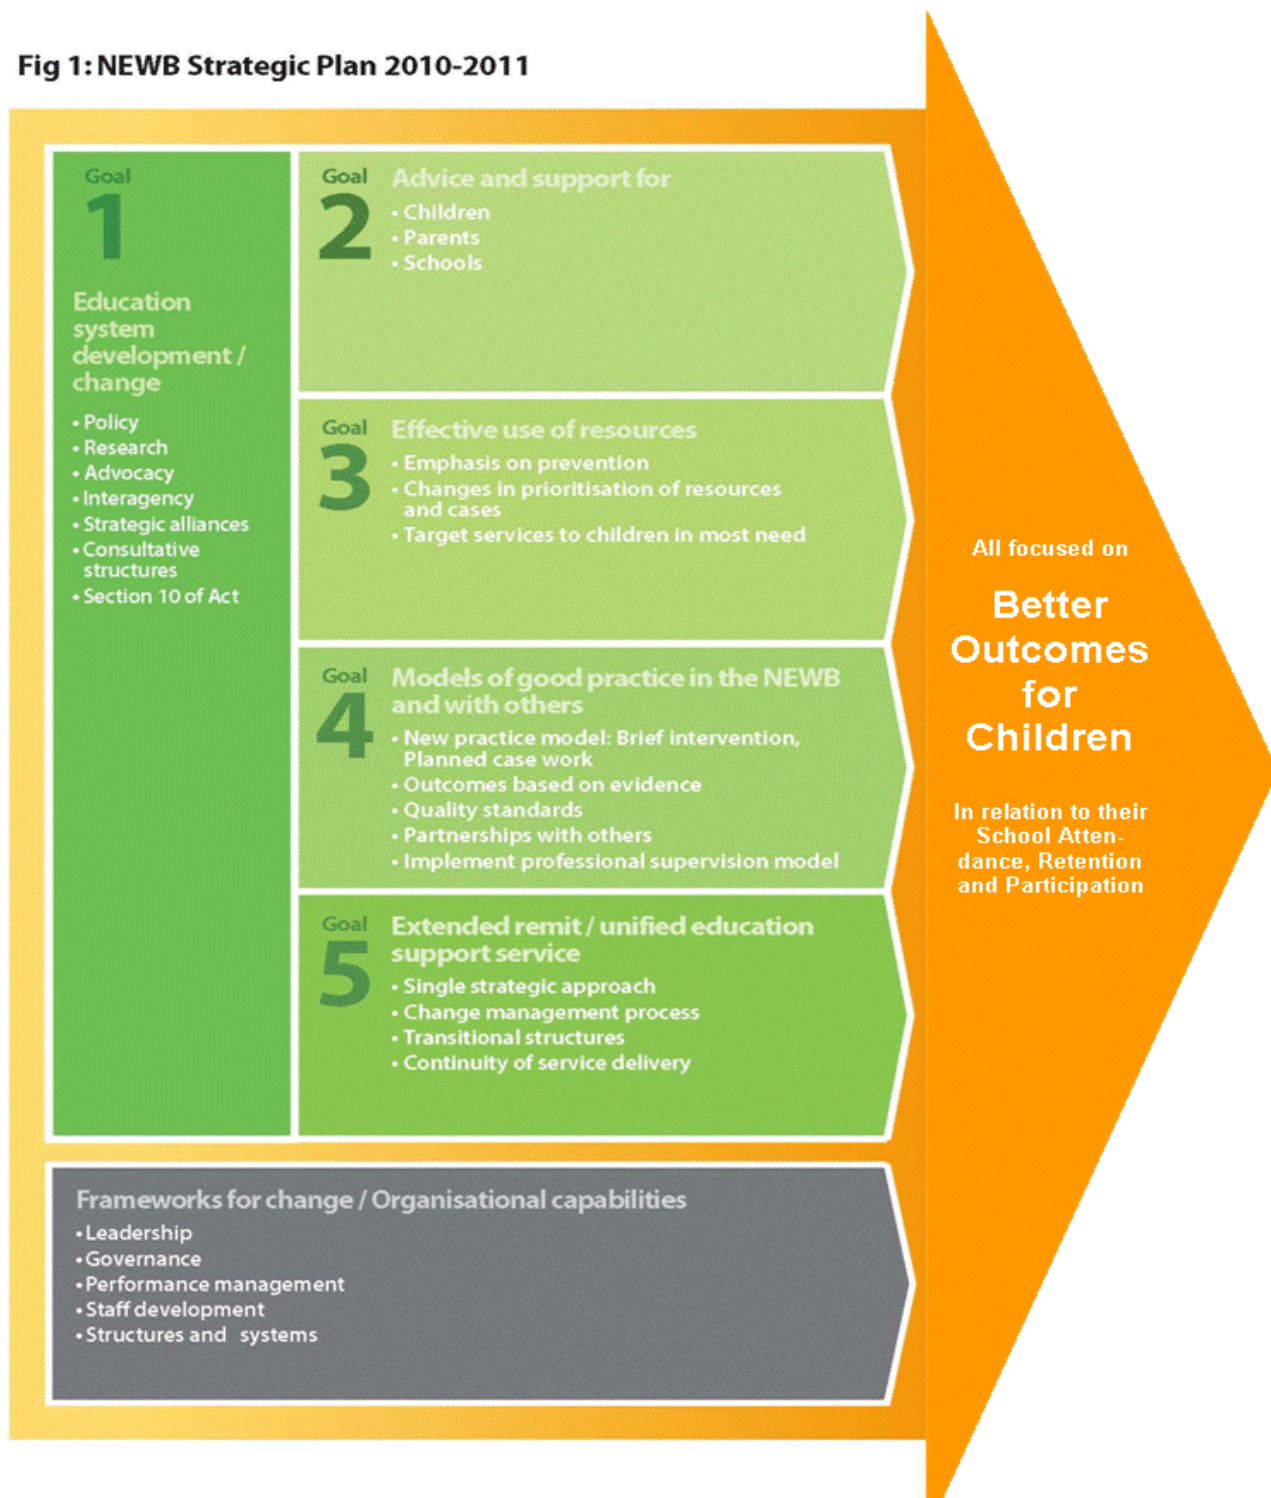 Fig 1: NEWB Strategic Plan 2010-2011
Goal
1
Education
system
development /
change
• Policy
• Research
• Advocacy
• Interagency
• Strategic alliances
• Consultative
structures
• Section 10 of Act
Goal
2
Advice and support for
• Children
• Parents
• Schools
Goal
3
Effective use of resources
• Emphasis on prevention
• Changes in prioritisation of resources
and cases
• Target services to children in most need
Goal
4
Models of good practice in the NEWB
and with others
• New practice model: Brief intervention,
Planned case work
• Outcomes based on evidence
• Quality standards
• Partnerships with others
• Implement professional supervision model
Goal
5
Extended remit / unified education
support service
• Single strategic approach
• Change management process
• Transitional structures
• Continuity of service delivery
Frameworks for change / Organisational capabilities
• Leadership
• Governance
• Performance management
• Staff development
• Structures and systems
All focused on
Better
Outcomes
for
Children
In relation to their
School Atten-
dance, Retention
and Participation